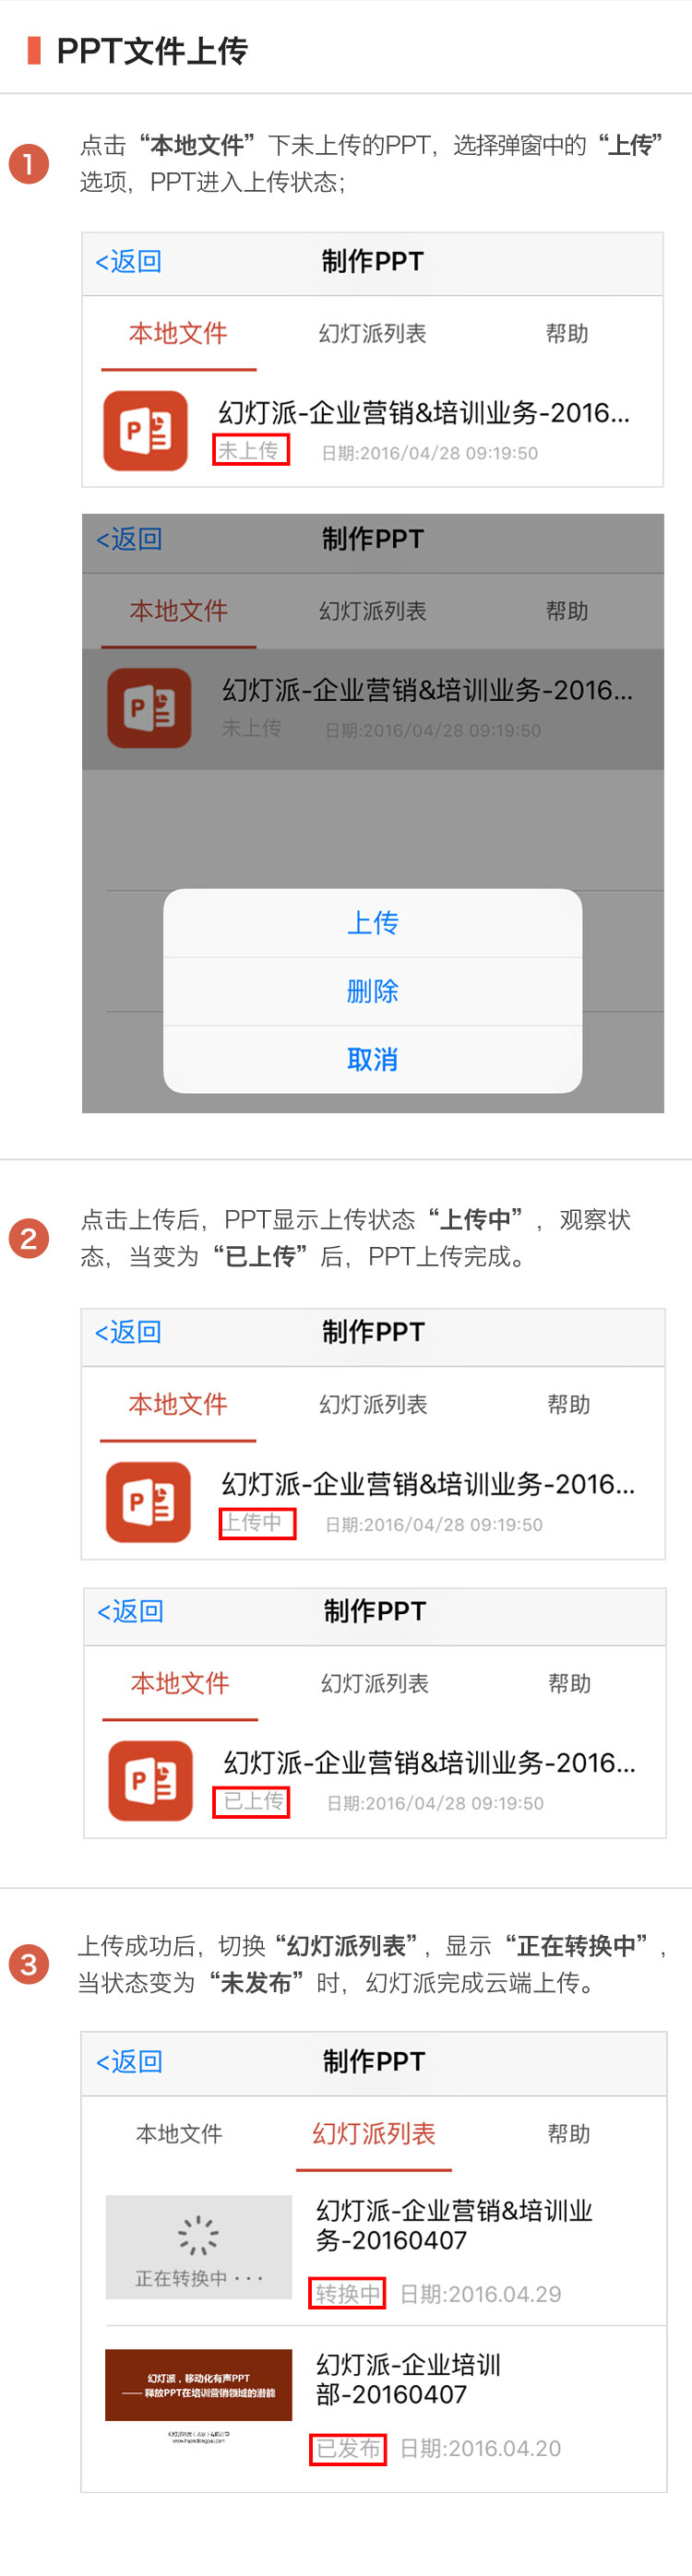 PPT文件上传
1
点击“本地文件”下未上传的PPT，选择弹窗中的“上传”
选项，PPT进入上传状态；
<返回 制作PPT
本地文件 幻灯派列表 帮助
幻灯派-企业营销&培训业务-2016...
未上传 日期:2016/04/28 09:19:50
<返回 制作PPT
本地文件 幻灯派列表 帮助
幻灯派-企业营销&培训业务-2016...
未上传 日期:2016/04/28 09:19:50
上传
删除
取消
2
点击上传后，PPT显示上传状态“上传中”，观察状
态，当变为“已上传”后，PPT上传完成。
<返回 制作PPT
本地文件 幻灯派列表 帮助
幻灯派-企业营销&培训业务-2016...
上传中 日期:2016/04/28 09:19:50
<返回 制作PPT
本地文件 幻灯派列表 帮助
幻灯派-企业营销&培训业务-2016...
已上传 日期:2016/04/28 09:19:50
3
上传成功后，切换“幻灯派列表”，显示“正在转换中”，
当状态变为“未发布”时，幻灯派完成云端上传。
<返回 制作PPT
本地文件 幻灯派列表 帮助
幻灯派-企业营销&培训业
务-20160407
正在转换中···
转换中 日期:2016.04.29
幻灯派，移动化有声PPT
—— 释放PPT在培训营销领域的潜能
幻灯派-企业培训
部-20160407
已发布 日期:2016.04.20